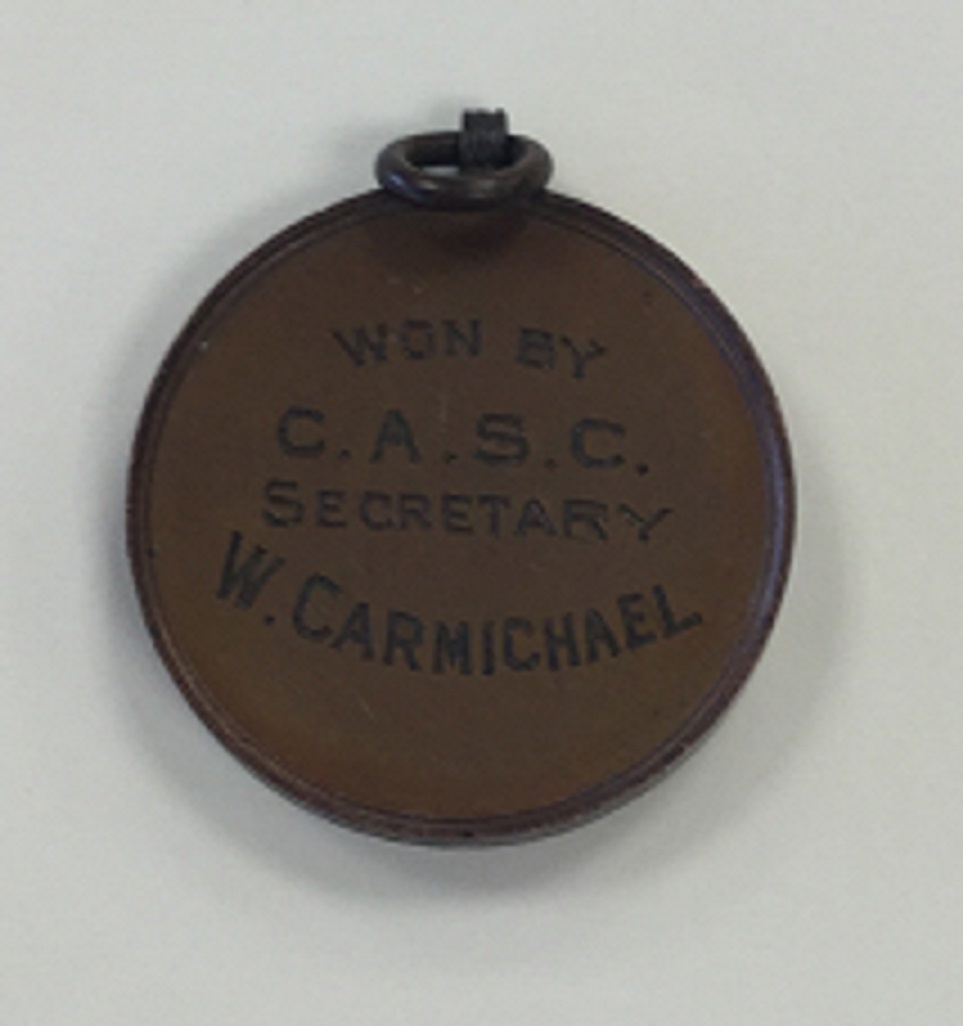 WON BY
C.A.S.C.
SECRETARY
W. CARMICHAEL